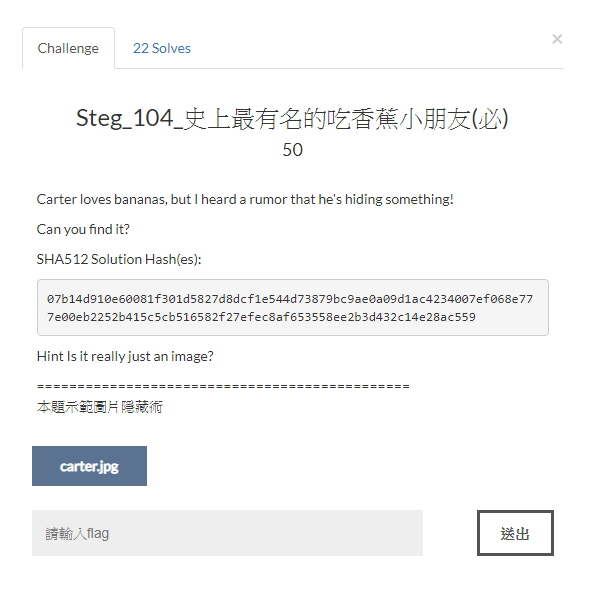 Challenge
22 Solves
×
Steg_104_史上最有名的吃香蕉小朋友(必)
50
Carter loves bananas, but I heard a rumor that he's hiding something!
Can you find it?
SHA512 Solution Hash(es):
07b14d910e60081f301d5827d8dcf1e544d73879bc9ae0a09d1ac4234007ef068e77
7e00eb2252b415c5cb516582f27efec8af653558ee2b3d432c14e28ac559
Hint Is it really just an image?
==============================================
本題示範圖片隱藏術
carter.jpg
請輸入flag
送出